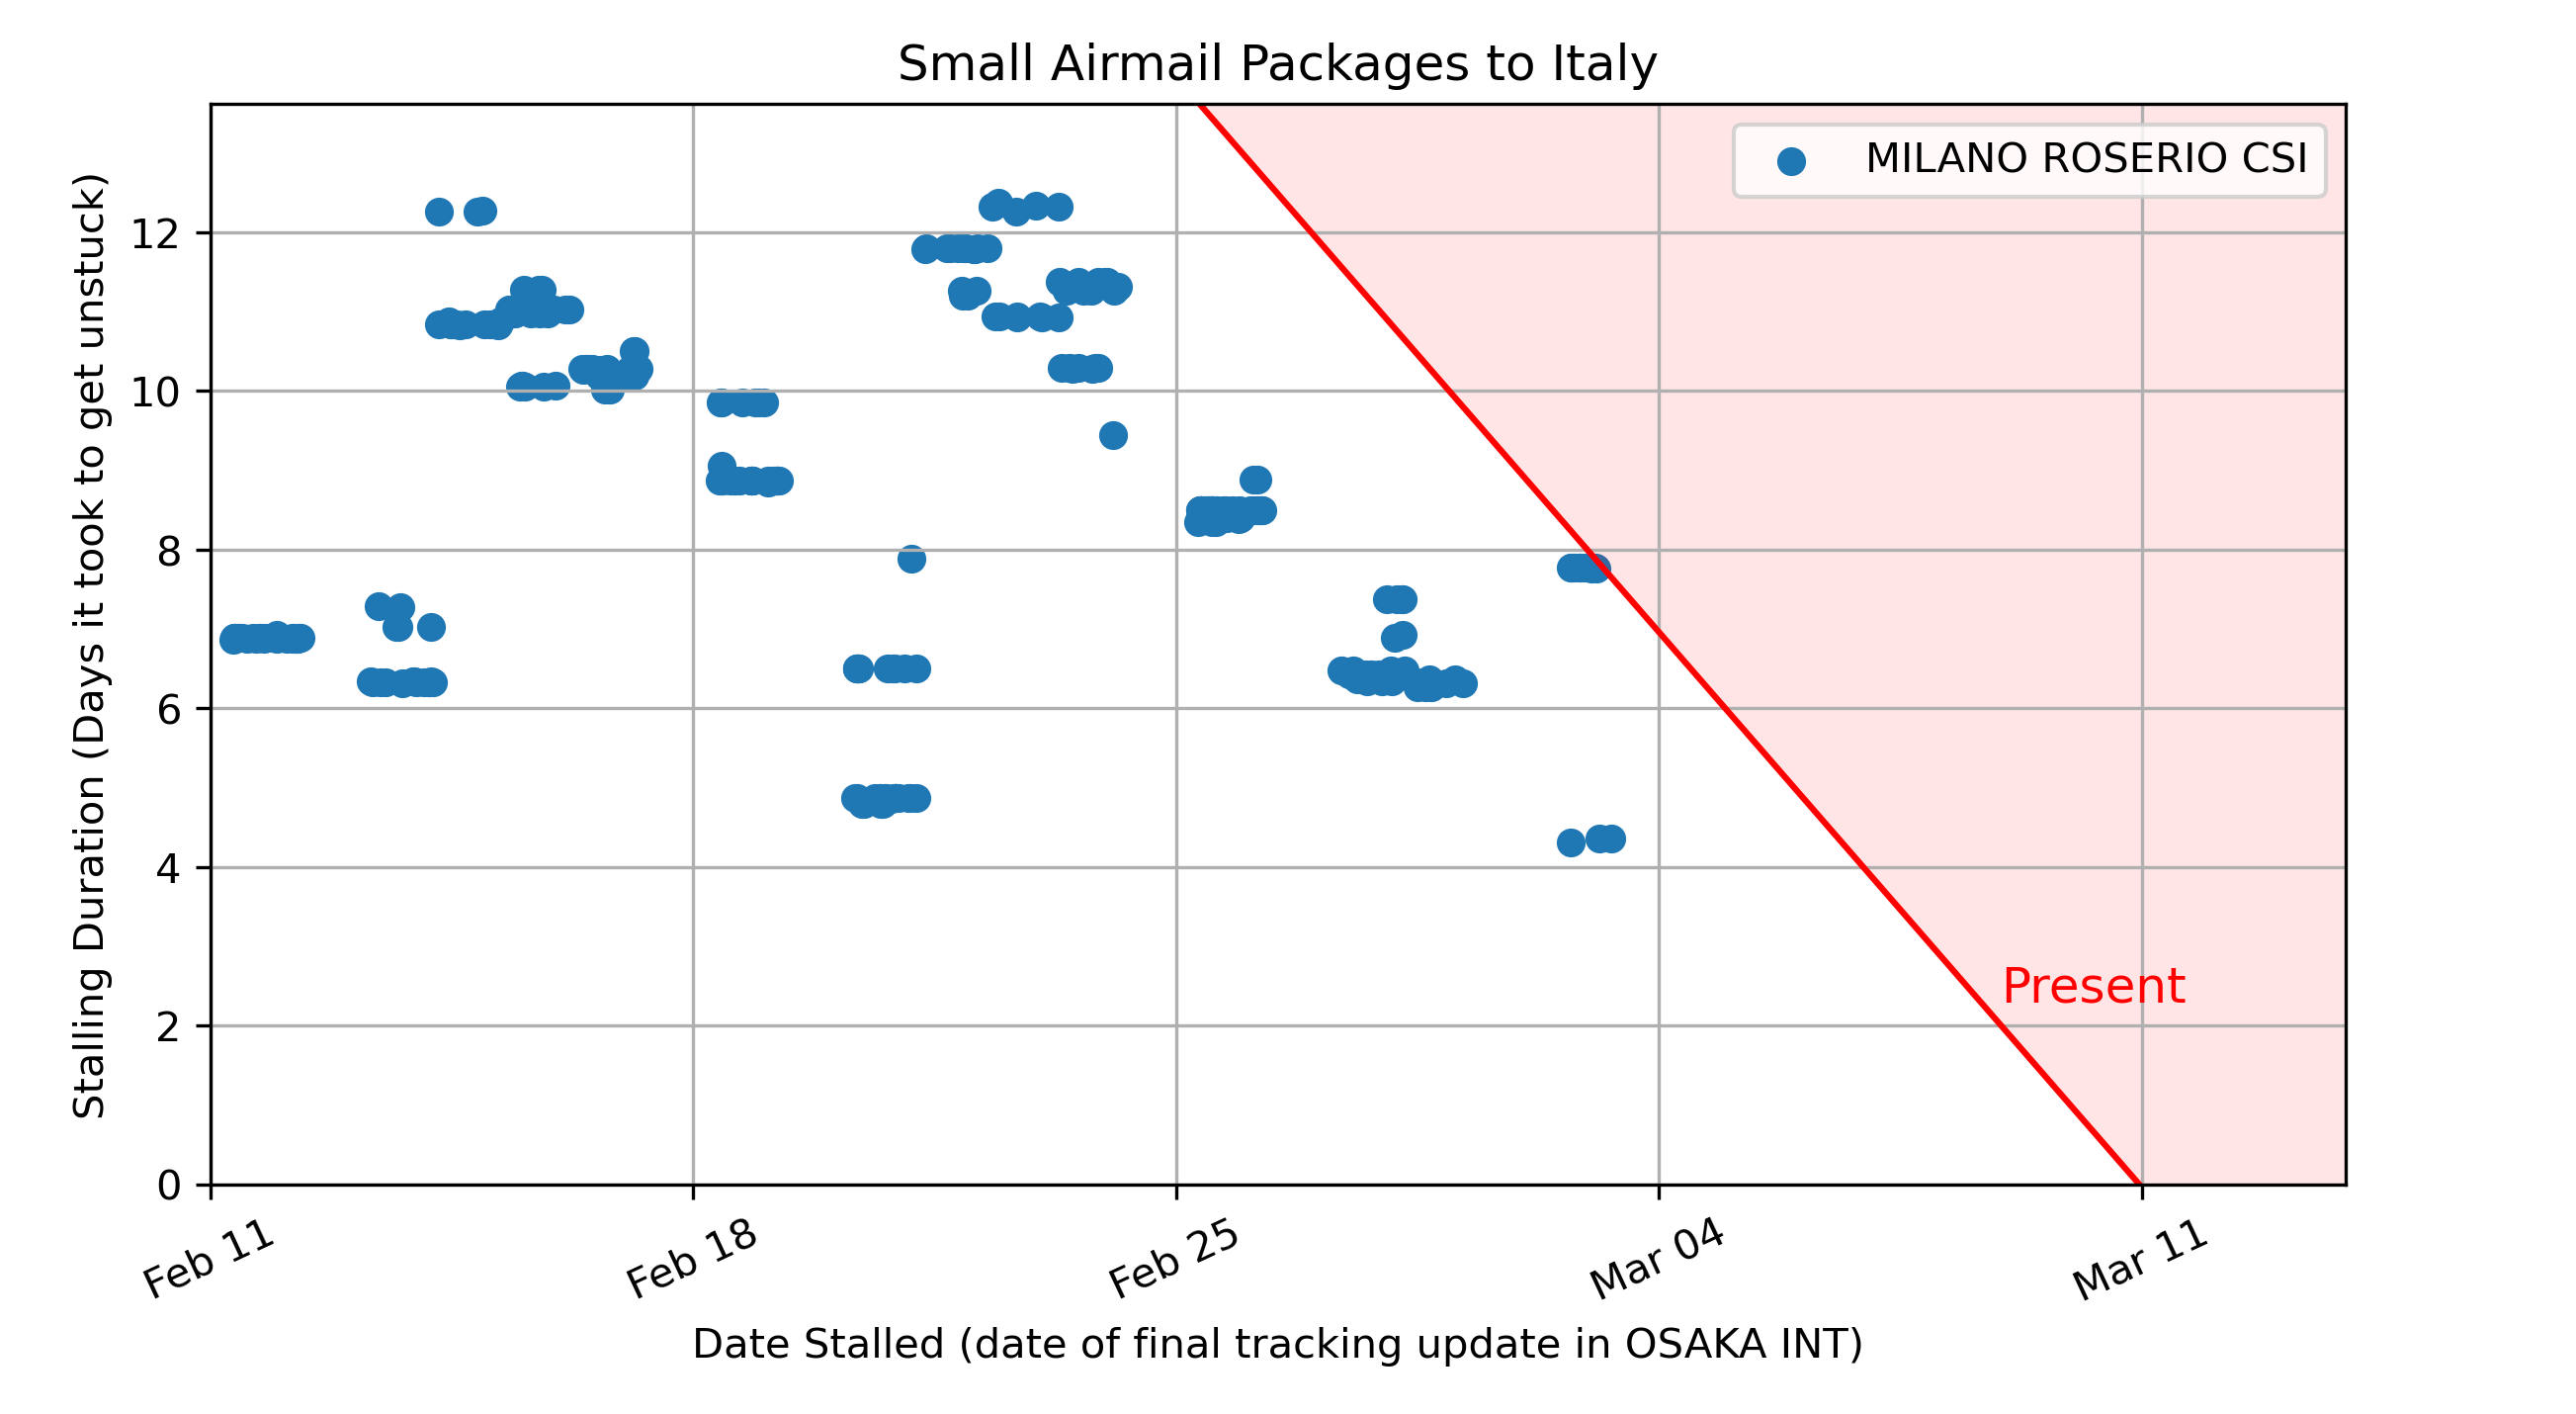 Small Airmail Packages to Italy
MILANO ROSERIO CSI
Stalling Duration (Days it took to get unstuck)
12
10
8
6
4
2
0
Present
Feb 11
Feb 18
Feb 25
Mar 04
Mar 11
Date Stalled (date of final tracking update in OSAKA INT)